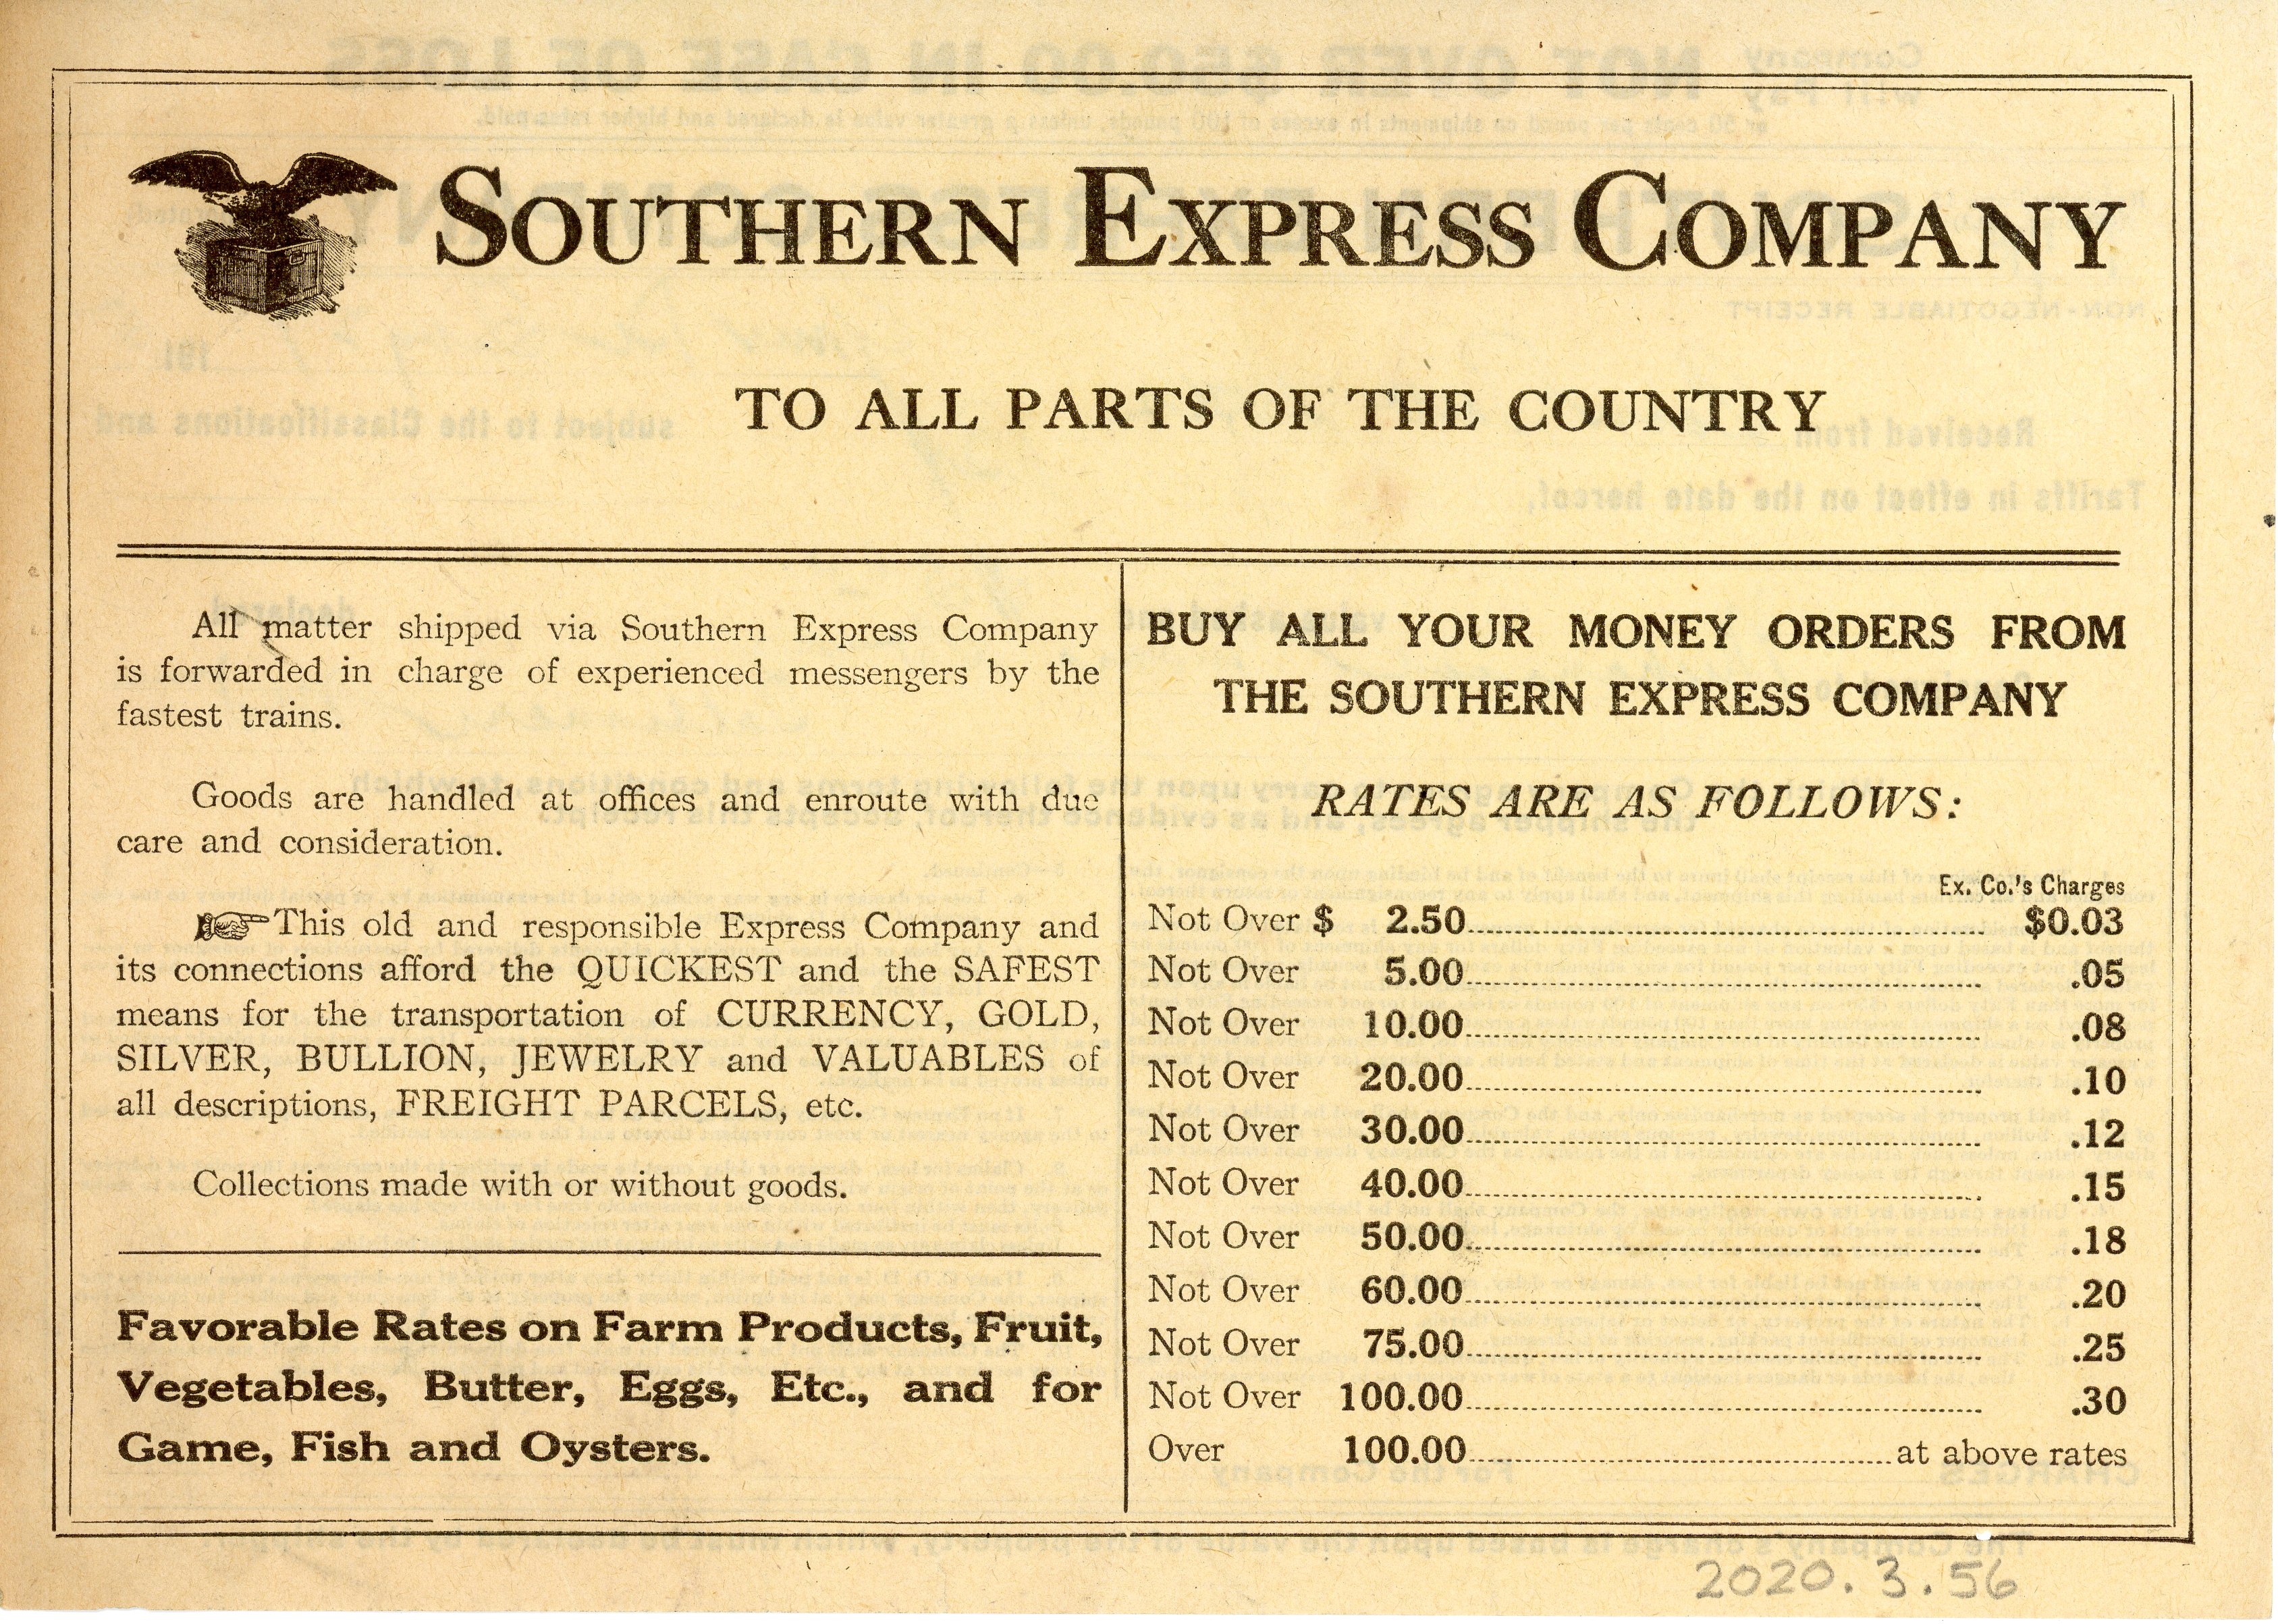 SOUTHERN EXPRESS COMPANY
TO ALL PARTS OF THE COUNTRY
All matter shipped via Southern Express Company
is forwarded in charge of experienced messengers by the
fastest trains.
Goods are handled at offices and enroute with due
care and consideration.
☞This old and responsible Express Company and
its connections afford the QUICKEST and the SAFEST
means for the transportation of CURRENCY, GOLD,
SILVER, BULLION, JEWELRY and VALUABLES of
all descriptions, FREIGHT PARCELS, etc.
Collections made with or without goods.
Favorable Rates on Farm Products, Fruit,
Vegetables, Butter, Eggs, Etc., and for
Game, Fish and Oysters.
BUY ALL YOUR MONEY ORDERS FROM
THE SOUTHERN EXPRESS COMPANY
RATES ARE AS FOLLOWS:
Ex. Co.'s Charges
Not Over $ 2.50 $0.03
Not Over 5.00 .05
Not Over 10.00 .08
Not Over 20.00 .10
Not Over 30.00 .12
Not Over 40.00 .15
Not Over 50.00 .18
Not Over 60.00 .20
Not Over 75.00 .25
Not Over 100.00 .30
Over 100.00 at above rates
2020.3.56